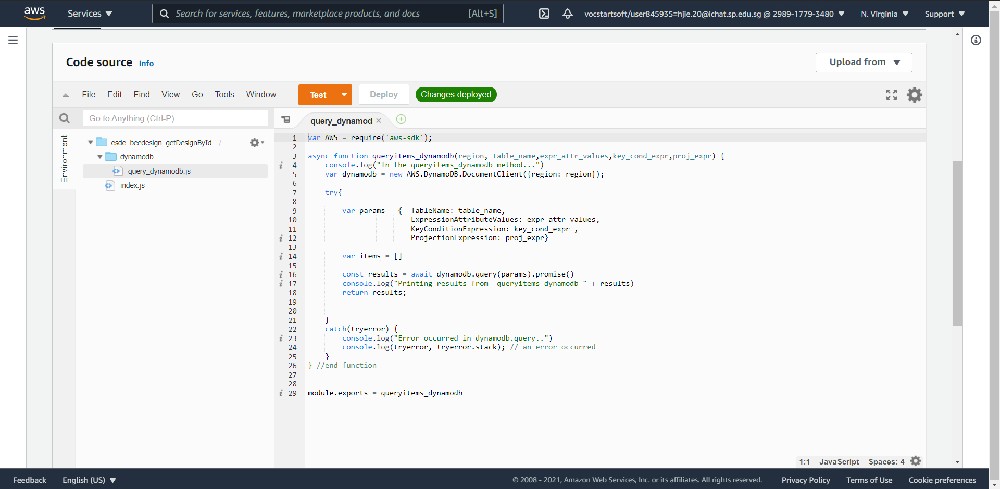 aws Services Search for services, features, marketplace products, and docs [Alt+S] vocstartsoft/user845935=hjie.20@ichat.sp.edu.sg @ 2989-1779-3480 N. Virginia Support
Code source Info Upload from
File Edit Find View Go Tools Window Test Deploy Changes deployed
Go to Anything (Ctrl-P) query_dynamodl
Environment
esde_beedesign_getDesignById - /
dynamodb
query_dynamodb.js
index.js
1 var AWS = require('aws-sdk');
2
3 async function queryitems_dynamodb(region, table_name,expr_attr_values,key_cond_expr,proj_expr) {
4 console.log("In the queryitems_dynamodb method...")
5 var dynamodb = new AWS.DynamoDB.DocumentClient({region: region});
6
7 try{
8
9 var params = {  TableName: table_name,
10 ExpressionAttributeValues: expr_attr_values,
11 KeyConditionExpression: key_cond_expr ,
12 ProjectionExpression: proj_expr}
13
14 var items = []
15
16 const results = await dynamodb.query(params).promise()
17 console.log("Printing results from  queryitems_dynamodb " + results)
18 return results;
19
20
21 }
22 catch(tryerror) {
23 console.log("Error occurred in dynamodb.query..")
24 console.log(tryerror, tryerror.stack); // an error occurred
25 }
26 } //end function
27
28
29 module.exports = queryitems_dynamodb
1:1 JavaScript Spaces: 4
Feedback English (US) © 2008 - 2021, Amazon Web Services, Inc. or its affiliates. All rights reserved. Privacy Policy Terms of Use Cookie preferences